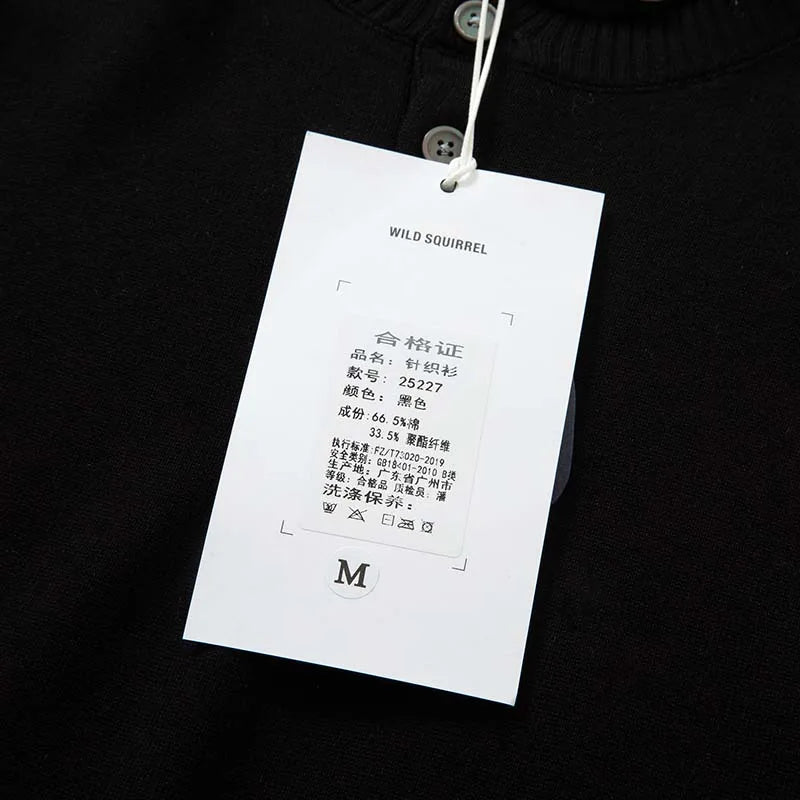 WILD SQUIRREL
合格证
品名：针织衫
款号：25227
颜色：黑色
成份:66.5%棉
33.5% 聚酯纤维
执行标准:FZ/T73020-2019
安全类别：GB18401-2010 B类
生产地：广东省广州市
等级：合格品 质检员：潘
洗涤保养：
M